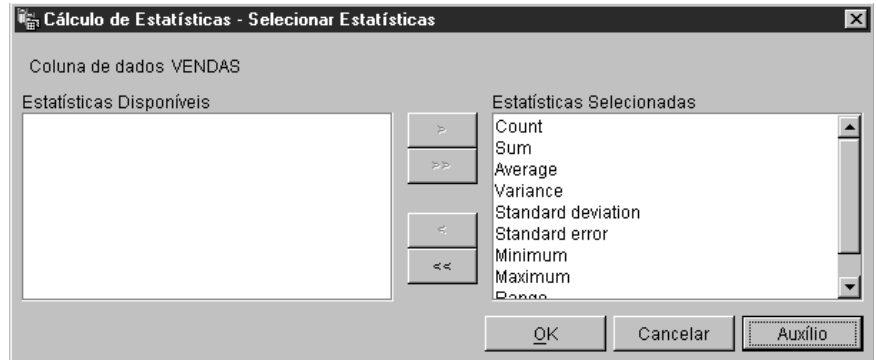 Cálculo de Estatísticas - Selecionar Estatísticas
Coluna de dados VENDAS
Estatísticas Disponíveis
Estatísticas Selecionadas
>
>>
<
<<
Count
Sum
Average
Variance
Standard deviation
Standard error
Minimum
Maximum
Range
OK
Cancelar
Auxílio